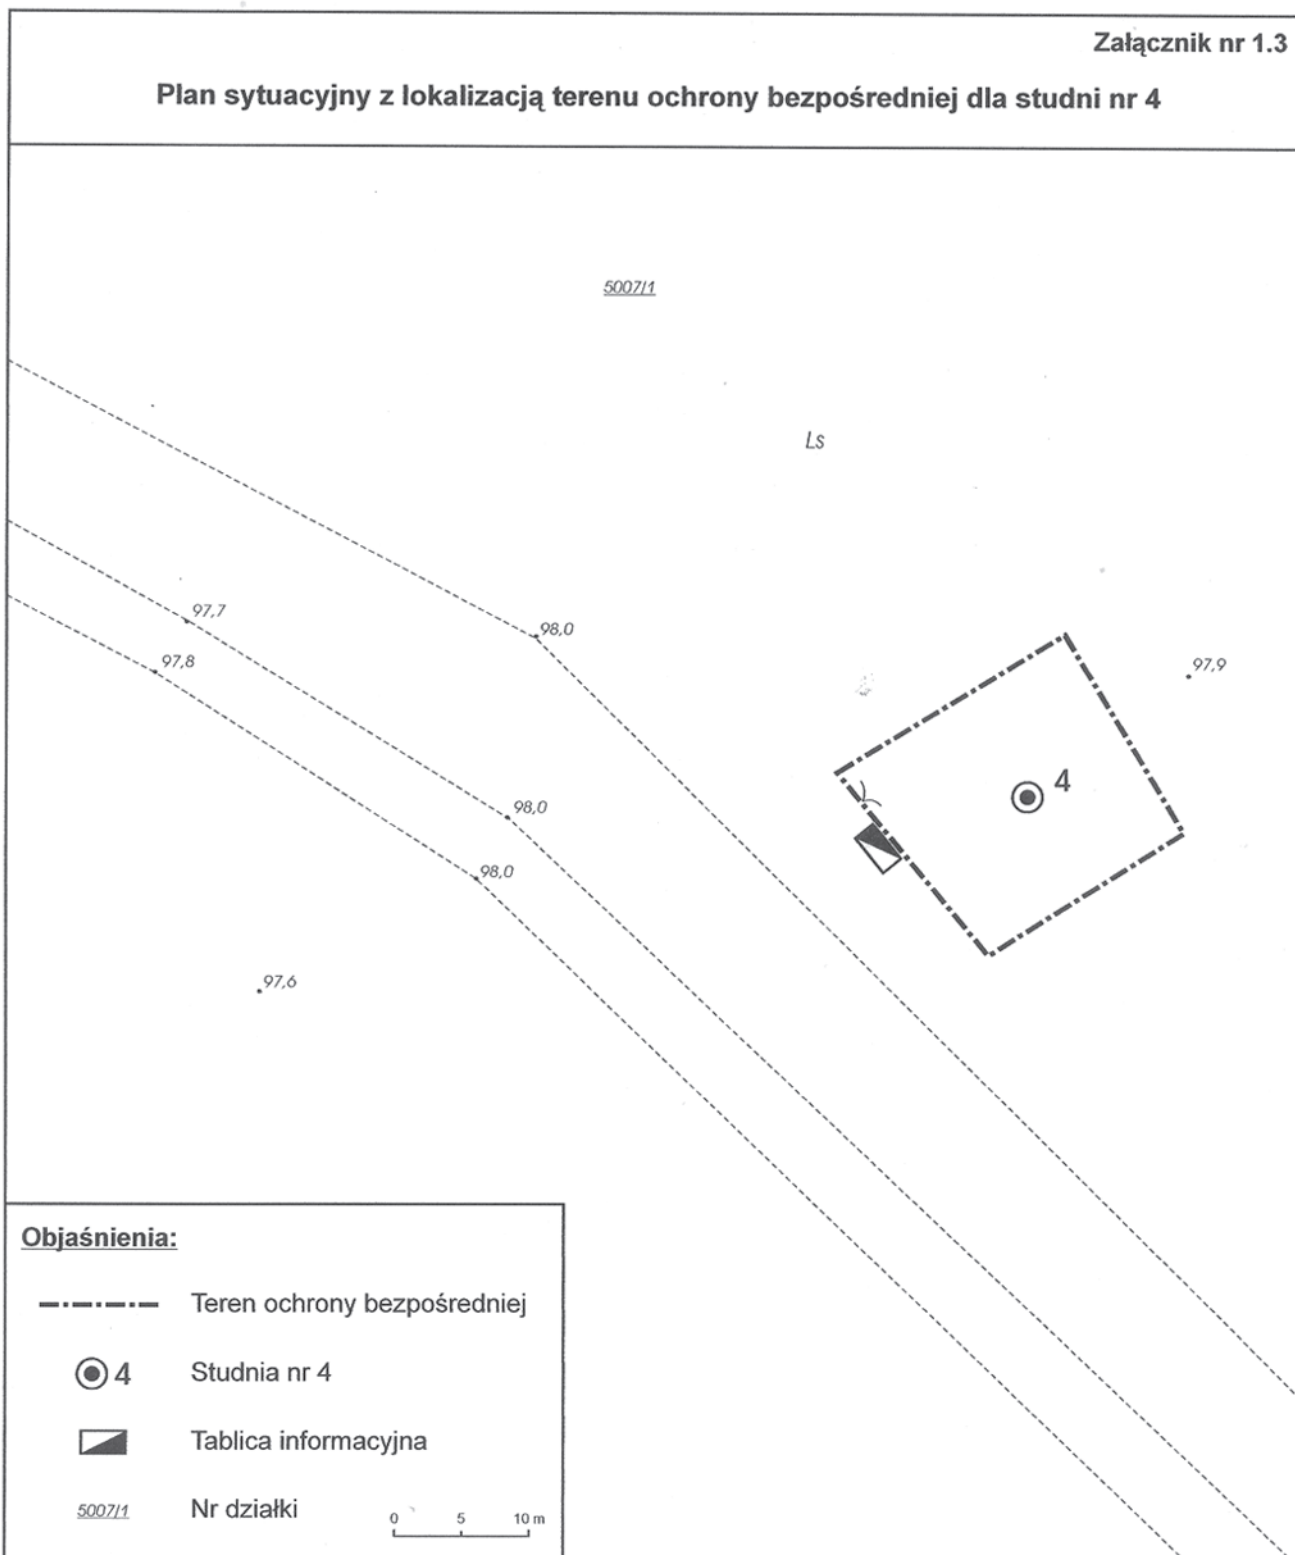 Załącznik nr 1.3
Plan sytuacyjny z lokalizacją terenu ochrony bezpośredniej dla studni nr 4
5007/1
Ls
97,7
98,0
97,8
97,9
4
98,0
98,0
97,6
Objaśnienia:
Teren ochrony bezpośredniej
4 Studnia nr 4
Tablica informacyjna
5007/1 Nr działki
0 5 10 m